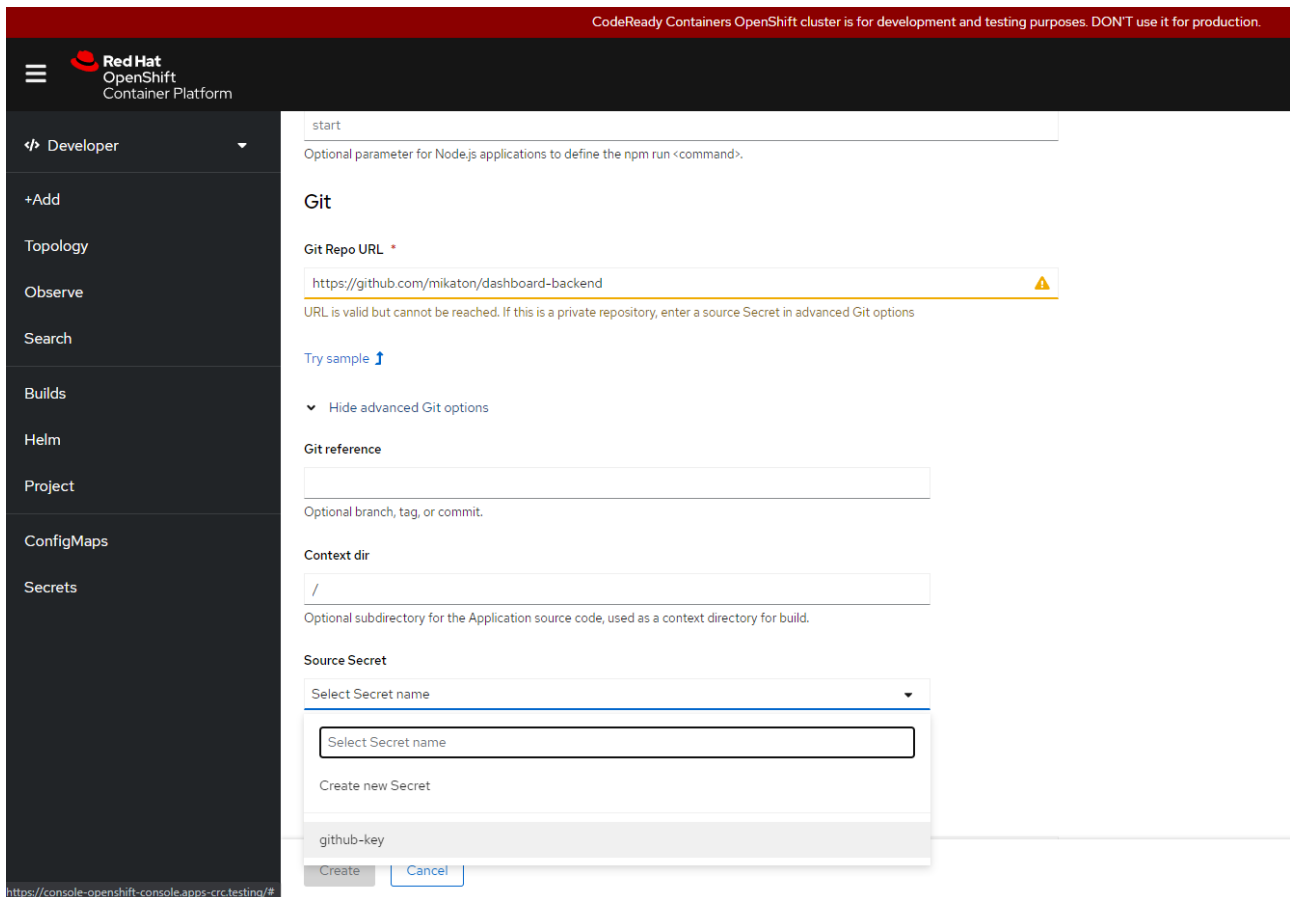 CodeReady Containers OpenShift cluster is for development and testing purposes. DON'T use it for production.
Red Hat
OpenShift
Container Platform
Developer
+Add
Topology
Observe
Search
Builds
Helm
Project
ConfigMaps
Secrets
start
Optional parameter for Node.js applications to define the npm run <command>.
Git
Git Repo URL *
https://github.com/mikaton/dashboard-backend
URL is valid but cannot be reached. If this is a private repository, enter a source Secret in advanced Git options
Try sample
Hide advanced Git options
Git reference
Optional branch, tag, or commit.
Context dir
/
Optional subdirectory for the Application source code, used as a context directory for build.
Source Secret
Select Secret name
Select Secret name
Create new Secret
github-key
Create
Cancel
https://console-openshift-console.apps-crc.testing/#